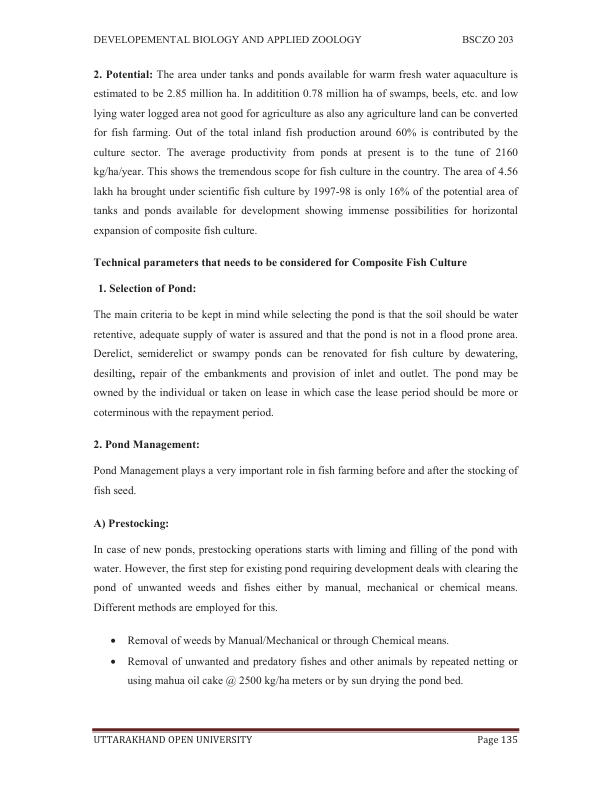 DEVELOPEMENTAL BIOLOGY AND APPLIED ZOOLOGY BSCZO 203
2. Potential: The area under tanks and ponds available for warm fresh water aquaculture is
estimated to be 2.85 million ha. In additition 0.78 million ha of swamps, beels, etc. and low
lying water logged area not good for agriculture as also any agriculture land can be converted
for fish farming. Out of the total inland fish production around 60% is contributed by the
culture sector. The average productivity from ponds at present is to the tune of 2160
kg/ha/year. This shows the tremendous scope for fish culture in the country. The area of 4.56
lakh ha brought under scientific fish culture by 1997-98 is only 16% of the potential area of
tanks and ponds available for development showing immense possibilities for horizontal
expansion of composite fish culture.
Technical parameters that needs to be considered for Composite Fish Culture
1. Selection of Pond:
The main criteria to be kept in mind while selecting the pond is that the soil should be water
retentive, adequate supply of water is assured and that the pond is not in a flood prone area.
Derelict, semiderelict or swampy ponds can be renovated for fish culture by dewatering,
desilting, repair of the embankments and provision of inlet and outlet. The pond may be
owned by the individual or taken on lease in which case the lease period should be more or
coterminous with the repayment period.
2. Pond Management:
Pond Management plays a very important role in fish farming before and after the stocking of
fish seed.
A) Prestocking:
In case of new ponds, prestocking operations starts with liming and filling of the pond with
water. However, the first step for existing pond requiring development deals with clearing the
pond of unwanted weeds and fishes either by manual, mechanical or chemical means.
Different methods are employed for this.
• Removal of weeds by Manual/Mechanical or through Chemical means.
• Removal of unwanted and predatory fishes and other animals by repeated netting or
using mahua oil cake @ 2500 kg/ha meters or by sun drying the pond bed.
UTTARAKHAND OPEN UNIVERSITY Page 135